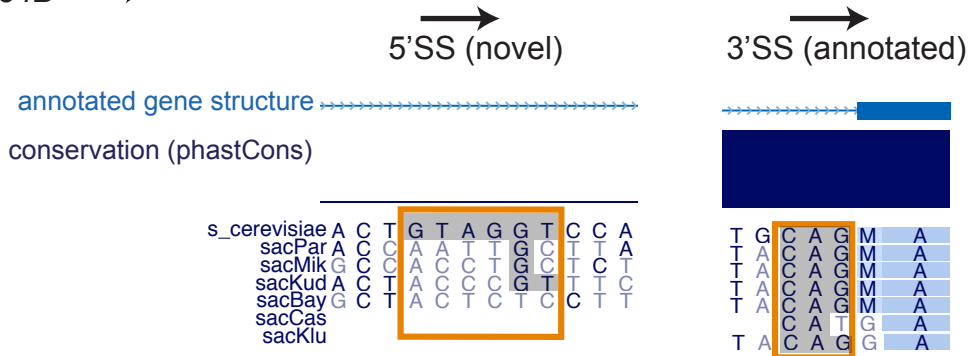 5'SS (novel) 3'SS (annotated)
annotated gene structure
conservation (phastCons)
s_cerevisiae A C T G T A G G T C C A T G C A G M A
sacPar A C C A A T T G C T T A T A C A G M A
sacMik G C C A C C T G C T C T T A C A G M A
sacKud A C T A C C C G T T T C T A C A G M A
sacBay G C T A C T C T C C T T T A C A G M A
sacCas C A T G A
sacKlu T A C A G G A